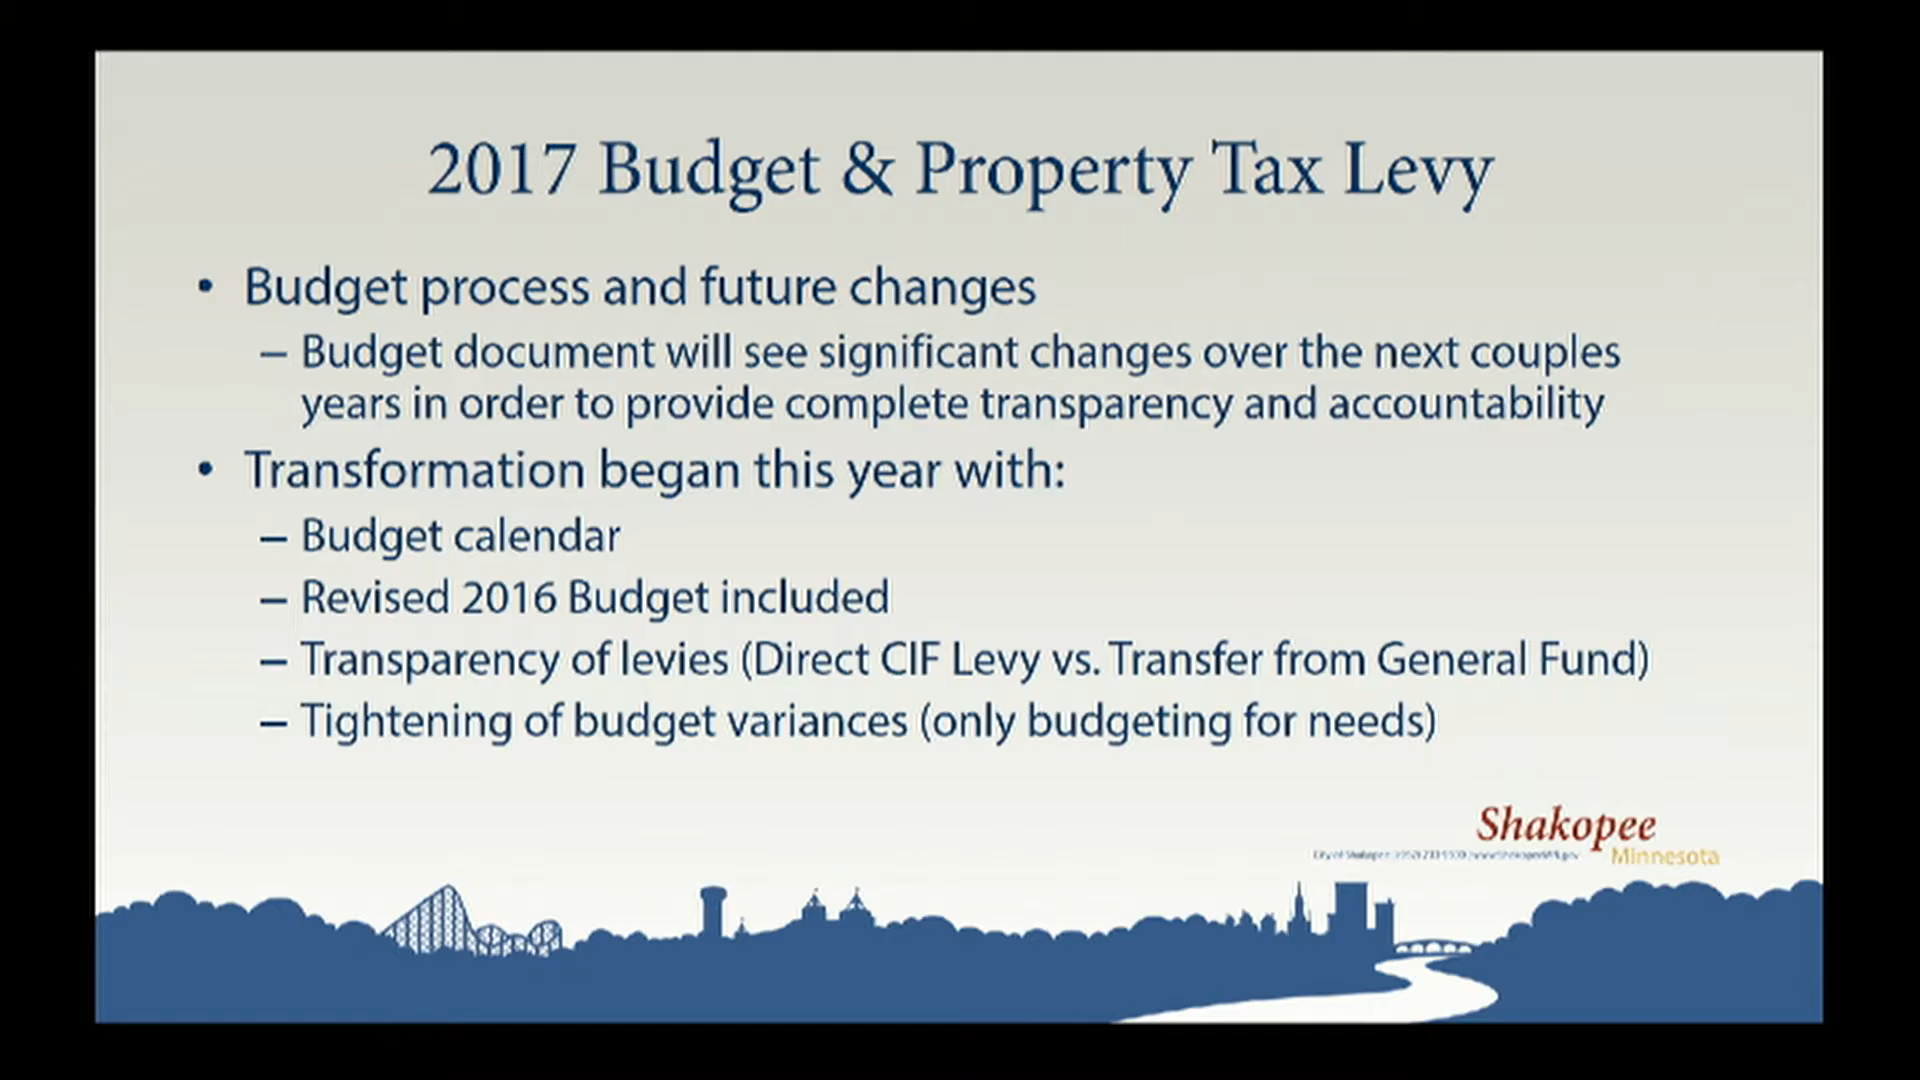 2017 Budget & Property Tax Levy
• Budget process and future changes
– Budget document will see significant changes over the next couples
years in order to provide complete transparency and accountability
• Transformation began this year with:
– Budget calendar
– Revised 2016 Budget included
– Transparency of levies (Direct CIF Levy vs. Transfer from General Fund)
– Tightening of budget variances (only budgeting for needs)
Shakopee
City of Shakopee
Minnesota